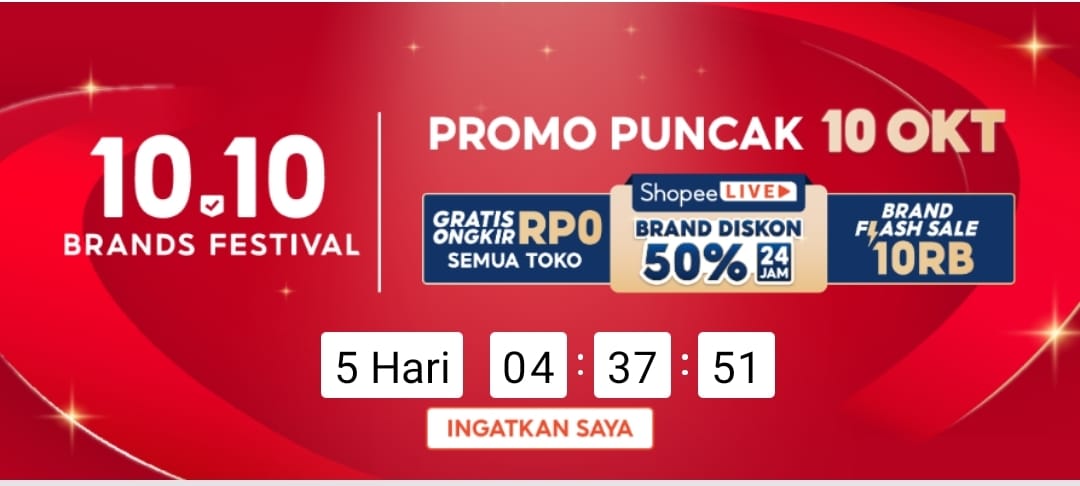 10.10
BRANDS FESTIVAL
PROMO PUNCAK 10 OKT
GRATIS
ONGKIR RP0
SEMUA TOKO
Shopee LIVE
BRAND DISKON
50% 24
JAM
BRAND
FLASH SALE
10RB
5 Hari 04 : 37 : 51
INGATKAN SAYA